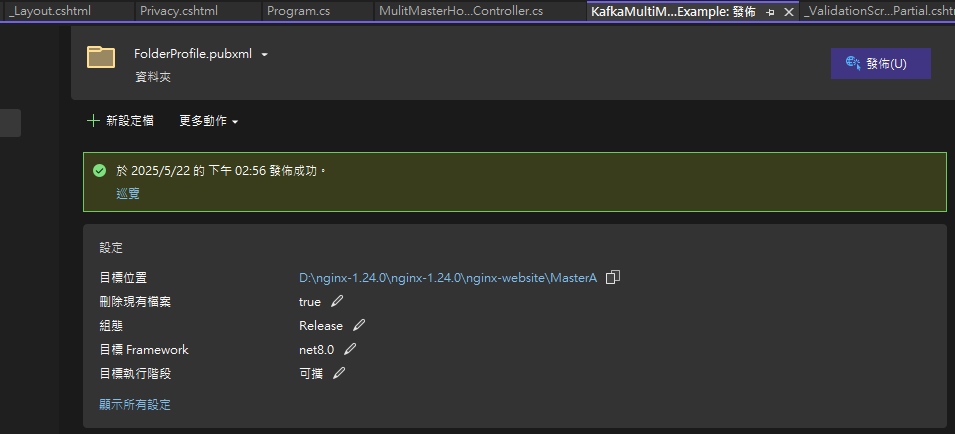 _Layout.cshtml Privacy.cshtml Program.cs MulitMasterHo...Controller.cs KafkaMultiM...Example: 發佈 _ValidationScr...Partial.cshtm
FolderProfile.pubxml
資料夾
發佈(U)
新設定檔 更多動作
於 2025/5/22 的 下午 02:56 發佈成功。
巡覽
設定
目標位置 D:\nginx-1.24.0\nginx-1.24.0\nginx-website\MasterA
刪除現有檔案 true
組態 Release
目標 Framework net8.0
目標執行階段 可攜
顯示所有設定